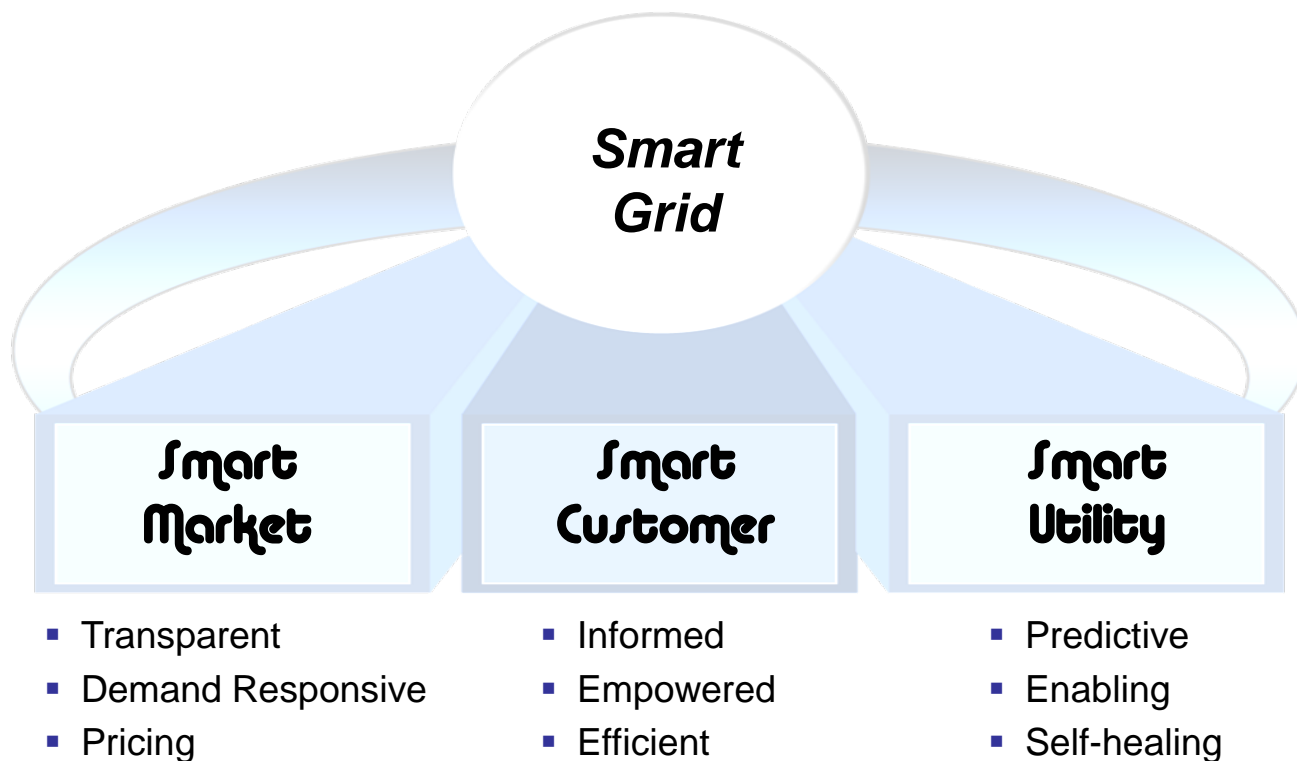 Smart
Grid
Smart
Market
Smart
Customer
Smart
Utility
▪ Transparent
▪ Demand Responsive
▪ Pricing
▪ Informed
▪ Empowered
▪ Efficient
▪ Predictive
▪ Enabling
▪ Self-healing